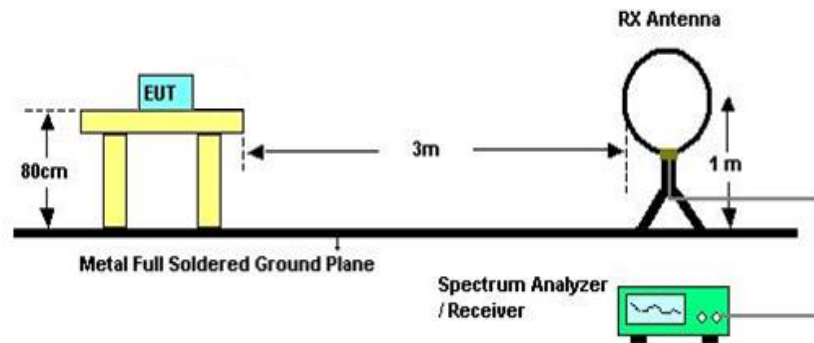 RX Antenna
EUT
3m
1 m
80cm
Metal Full Soldered Ground Plane
Spectrum Analyzer
/ Receiver